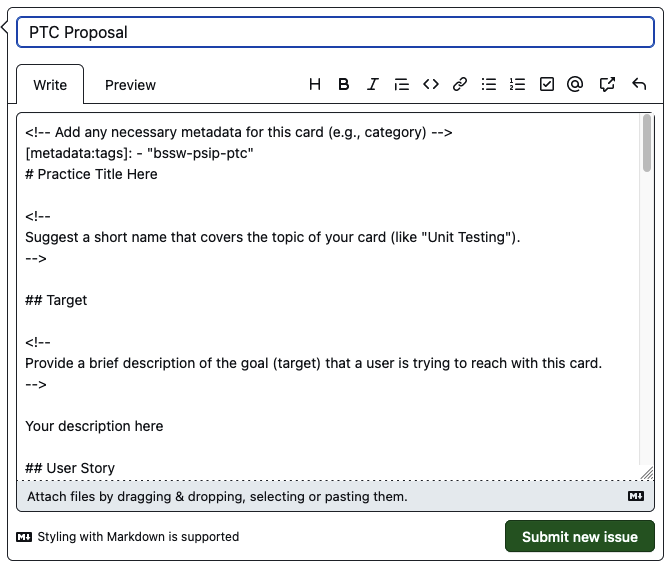 PTC Proposal
Write Preview
<!-- Add any necessary metadata for this card (e.g., category) -->
[metadata:tags]: - "bssw-psip-ptc"
# Practice Title Here
<!--
Suggest a short name that covers the topic of your card (like "Unit Testing").
-->
## Target
<!--
Provide a brief description of the goal (target) that a user is trying to reach with this card.
-->
Your description here
## User Story
Attach files by dragging & dropping, selecting or pasting them.
Styling with Markdown is supported
Submit new issue